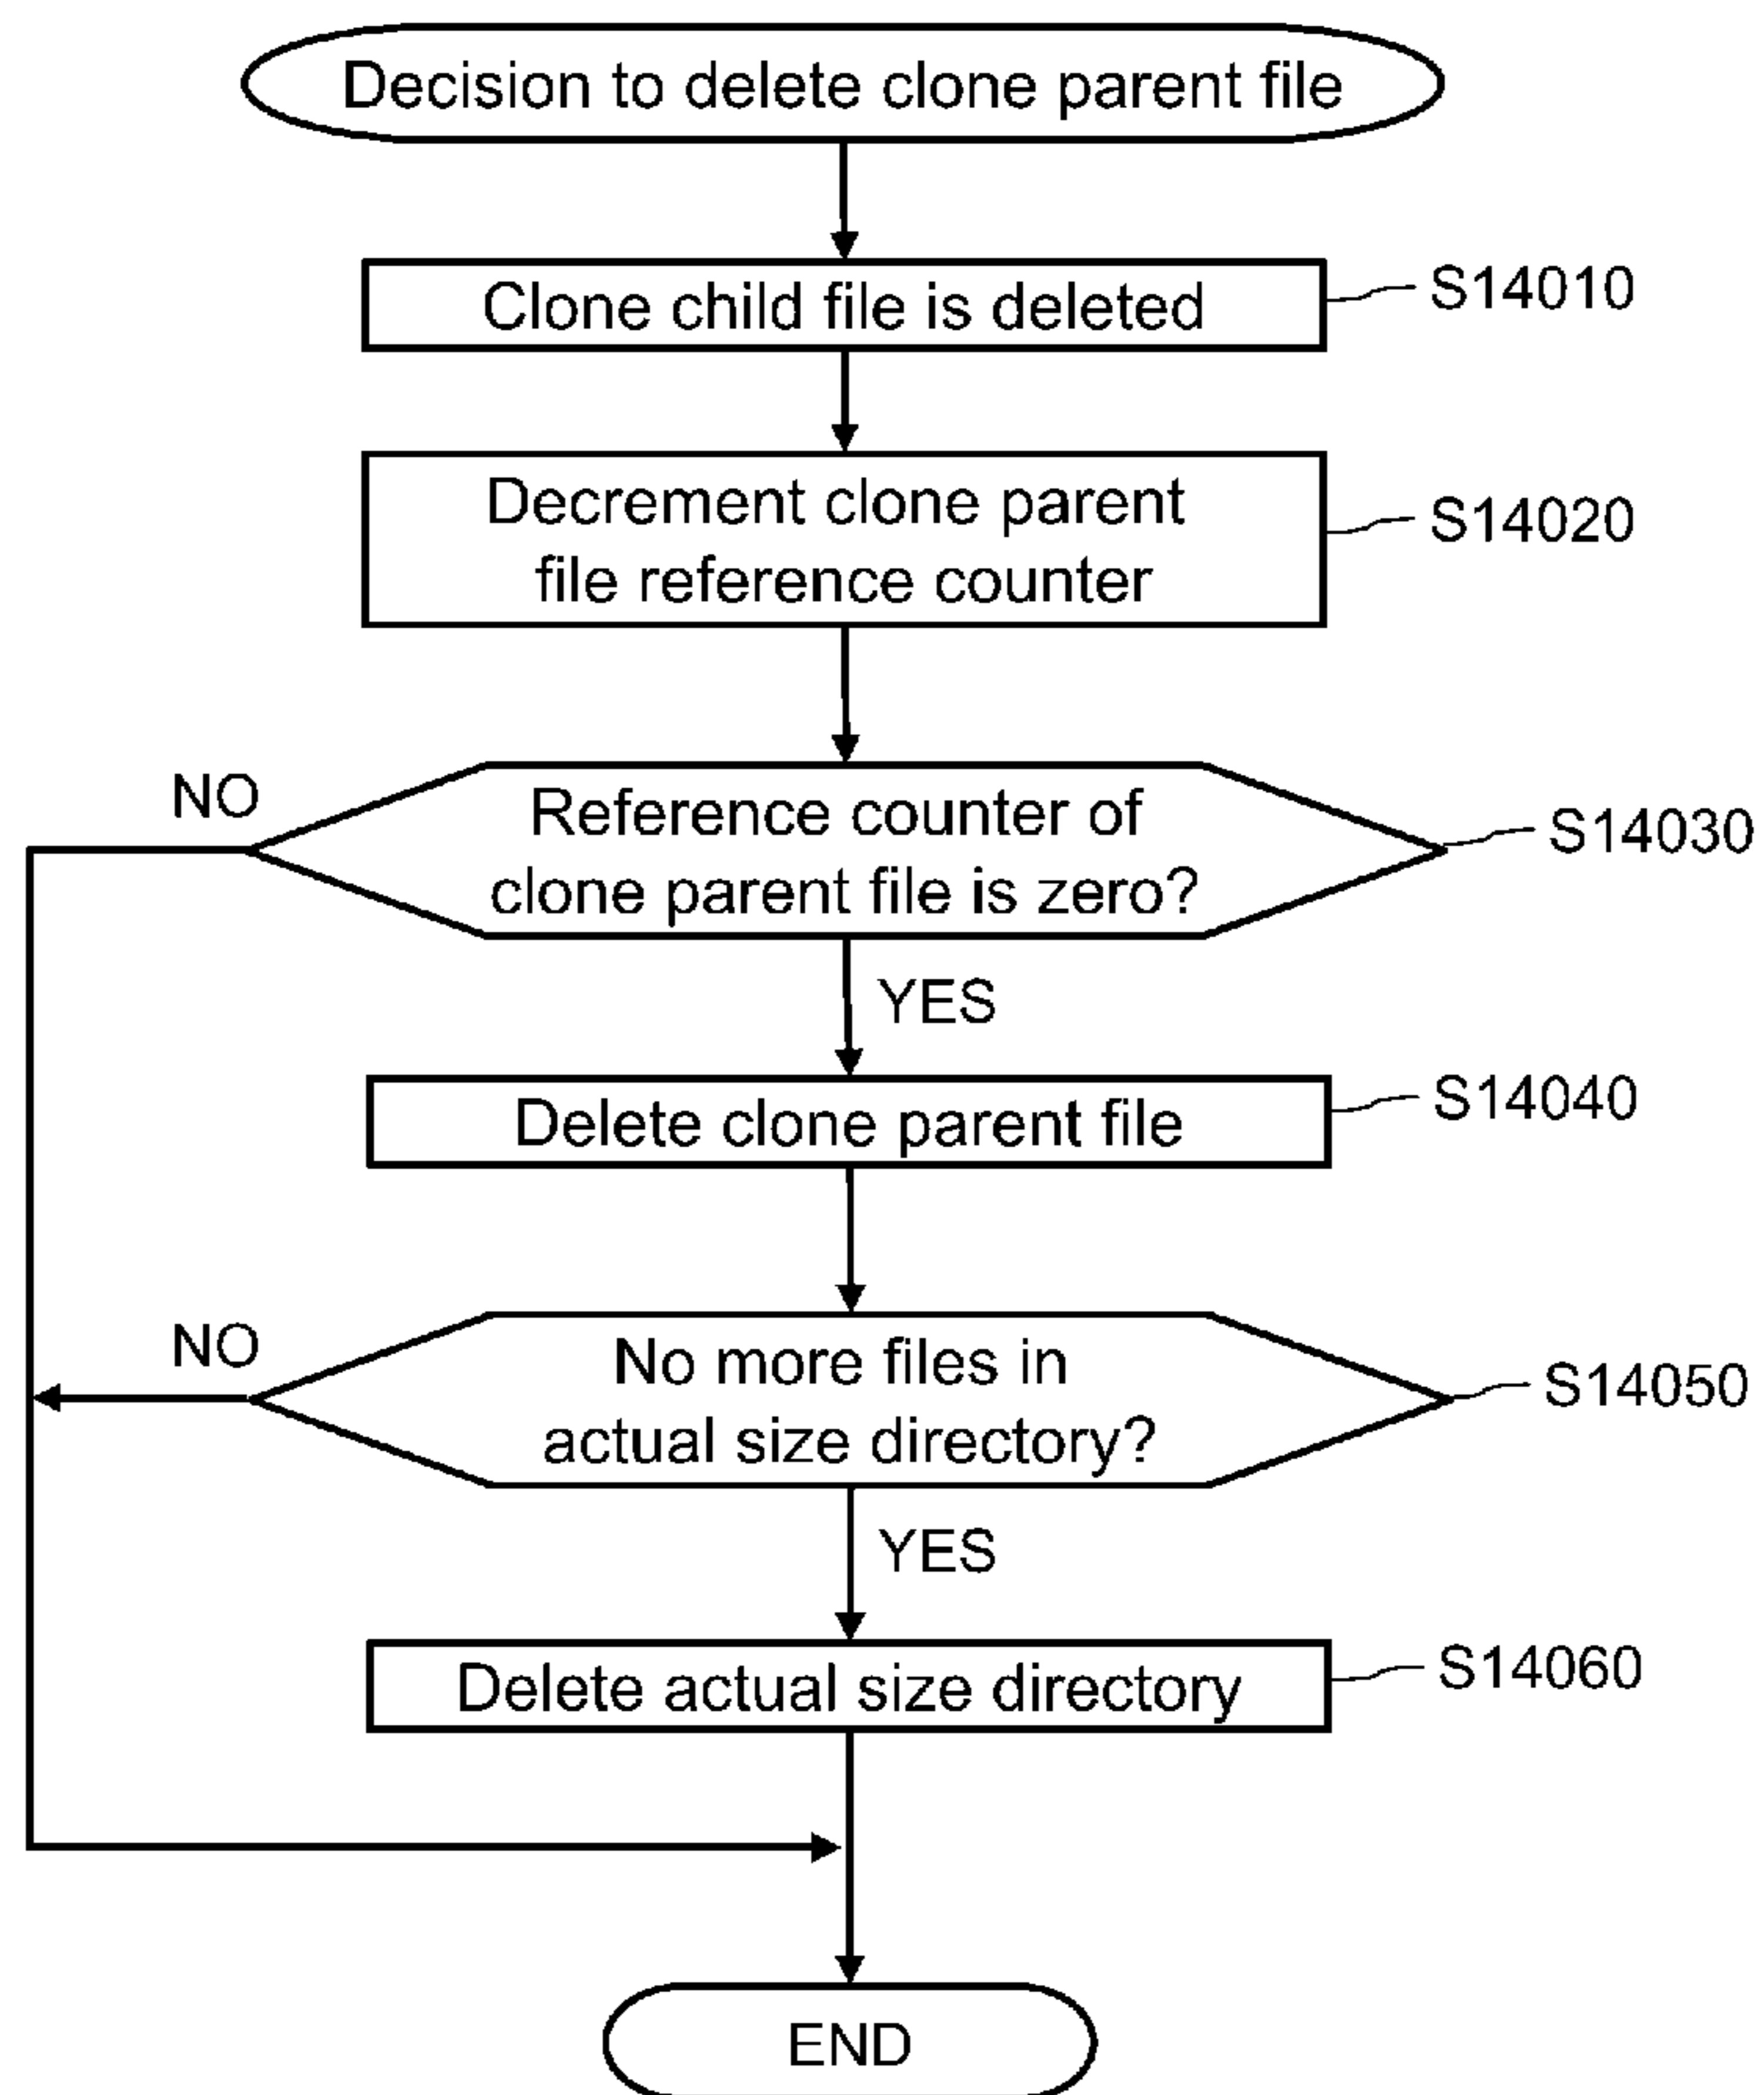 Decision to delete clone parent file
Clone child file is deleted
S14010
Decrement clone parent
file reference counter
S14020
NO
Reference counter of
clone parent file is zero?
S14030
YES
Delete clone parent file
S14040
NO
No more files in
actual size directory?
S14050
YES
Delete actual size directory
S14060
END